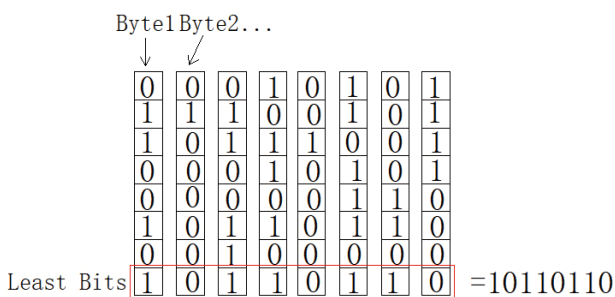 Byte1Byte2...
0 0 0 1 0 1 0 1
1 1 1 0 0 1 0 1
1 0 1 1 1 0 0 1
0 0 0 1 0 1 0 1
0 0 0 0 0 1 1 0
1 0 1 1 0 1 1 0
0 0 1 0 0 0 0 0
Least Bits 1 0 1 1 0 1 1 0 =10110110